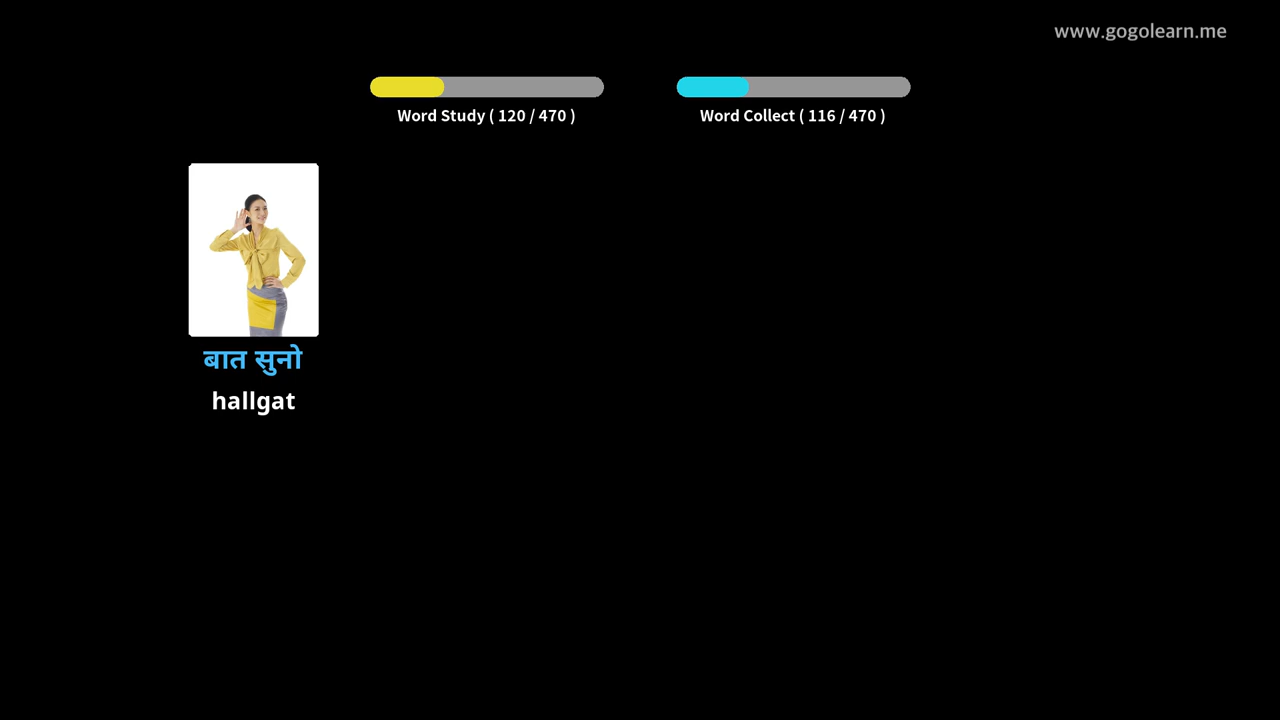 www.gogolearn.me
Word Study ( 120 / 470 )
Word Collect ( 116 / 470 )
बात सुनो
hallgat